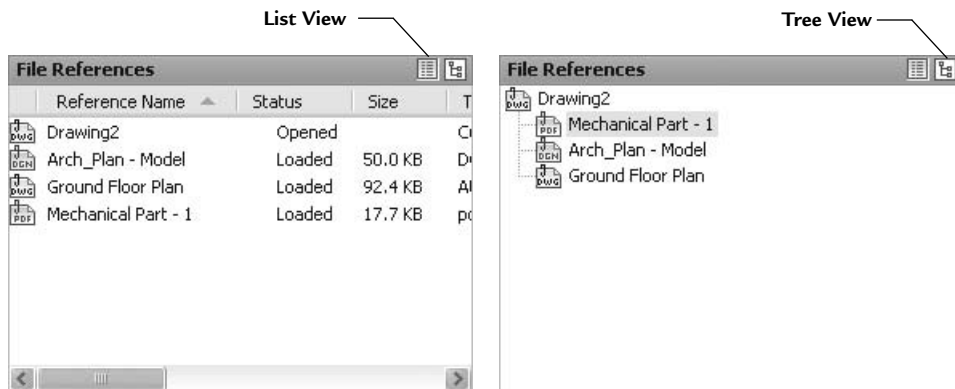 List View
Tree View
File References
Reference Name Status Size T
Drawing2 Opened
Arch_Plan - Model Loaded 50.0 KB
Ground Floor Plan Loaded 92.4 KB
Mechanical Part - 1 Loaded 17.7 KB
File References
Drawing2
Mechanical Part - 1
Arch_Plan - Model
Ground Floor Plan